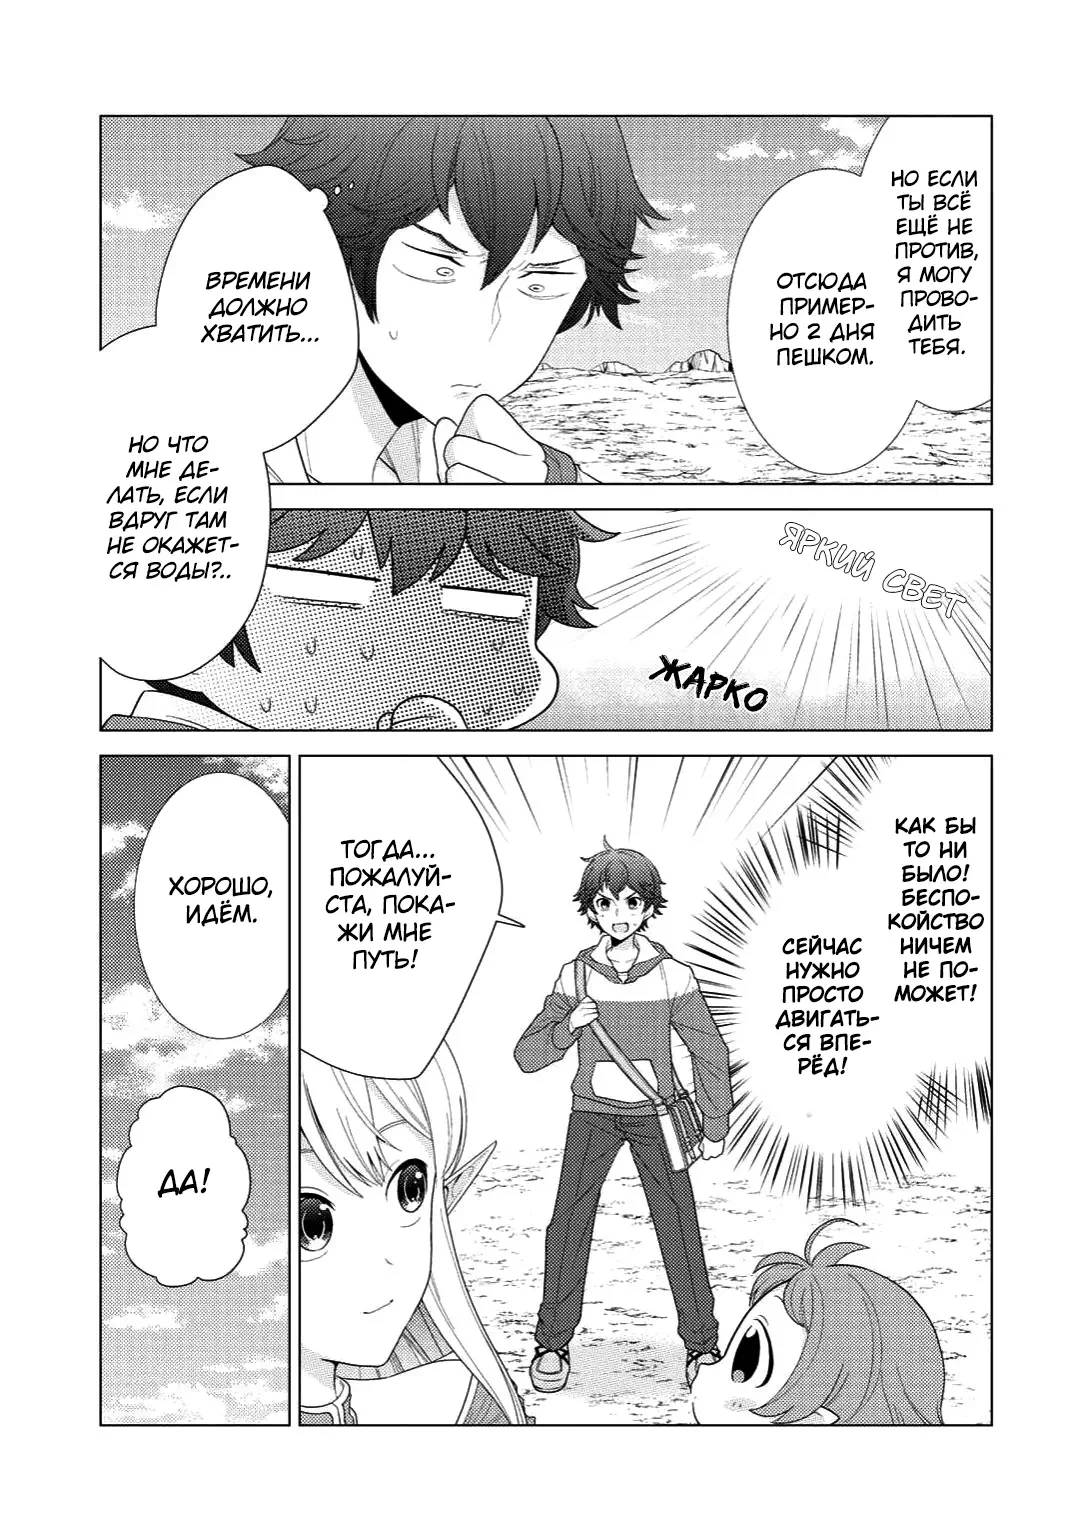 НО ЕСЛИ
ТЫ ВСЁ
ЕЩЁ НЕ
ПРОТИВ,
Я МОГУ
ПРОВО-
ДИТЬ
ТЕБЯ.
ОТСЮДА
ПРИМЕР-
НО 2 ДНЯ
ПЕШКОМ.
ВРЕМЕНИ
ДОЛЖНО
ХВАТИТЬ...
НО ЧТО
МНЕ ДЕ-
ЛАТЬ, ЕСЛИ
ВДРУГ ТАМ
НЕ ОКАЖЕТ-
СЯ ВОДЫ?..
ЯРКИЙ СВЕТ
ЖАРКО
КАК БЫ
ТО НИ
БЫЛО!
БЕСПО-
КОЙСТВО
НИЧЕМ
НЕ ПО-
МОЖЕТ!
СЕЙЧАС
НУЖНО
ПРОСТО
ДВИГАТЬ-
СЯ ВПЕ-
РЁД!
ТОГДА...
ПОЖАЛУЙ-
СТА, ПОКА-
ЖИ МНЕ
ПУТЬ!
ХОРОШО,
ИДЁМ.
ДА!